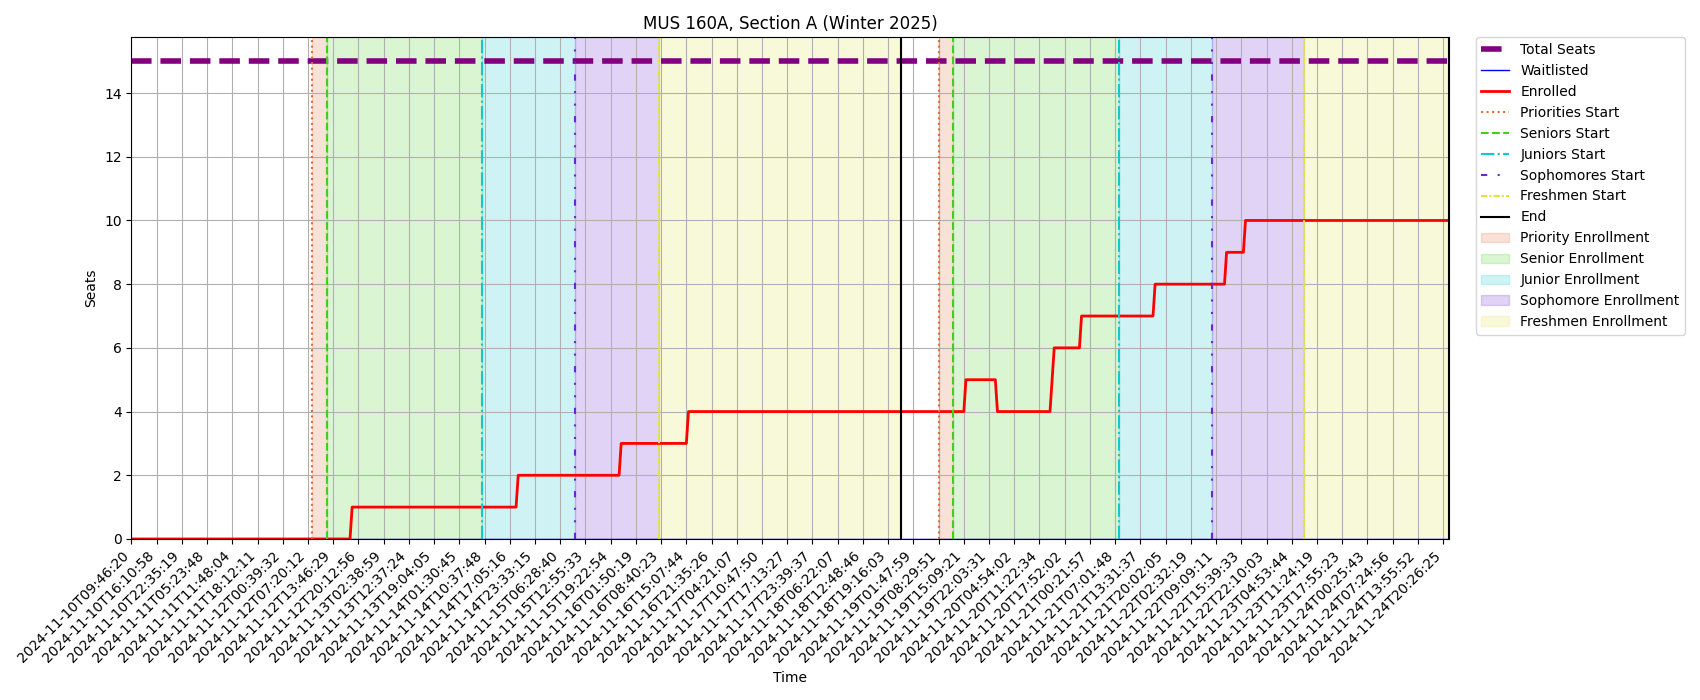 MUS 160A, Section A (Winter 2025)
Total Seats
Waitlisted
Enrolled
Priorities Start
Seniors Start
Juniors Start
Sophomores Start
Freshmen Start
End
Priority Enrollment
Senior Enrollment
Junior Enrollment
Sophomore Enrollment
Freshmen Enrollment
Seats
14
12
10
8
6
4
2
0
2024-11-10T09:46:20
2024-11-10T16:10:58
2024-11-10T22:35:19
2024-11-11T05:23:48
2024-11-11T11:48:04
2024-11-11T18:12:11
2024-11-12T00:39:32
2024-11-12T07:20:12
2024-11-12T13:46:29
2024-11-12T20:12:56
2024-11-13T02:38:59
2024-11-13T12:37:24
2024-11-13T19:04:05
2024-11-14T01:30:45
2024-11-14T10:37:48
2024-11-14T17:05:16
2024-11-14T23:33:15
2024-11-15T06:28:40
2024-11-15T12:55:33
2024-11-15T19:22:54
2024-11-16T01:50:19
2024-11-16T08:40:23
2024-11-16T15:07:44
2024-11-16T21:35:26
2024-11-17T04:21:07
2024-11-17T10:47:50
2024-11-17T17:13:27
2024-11-17T23:39:37
2024-11-18T06:22:07
2024-11-18T12:48:46
2024-11-18T19:16:03
2024-11-19T01:47:59
2024-11-19T08:29:51
2024-11-19T15:09:21
2024-11-19T22:03:31
2024-11-20T04:54:02
2024-11-20T11:22:34
2024-11-20T17:52:02
2024-11-21T00:21:57
2024-11-21T07:01:48
2024-11-21T13:31:37
2024-11-21T20:02:05
2024-11-22T02:32:19
2024-11-22T09:09:11
2024-11-22T15:39:33
2024-11-22T22:10:03
2024-11-23T04:53:44
2024-11-23T11:24:19
2024-11-23T17:55:23
2024-11-24T00:25:43
2024-11-24T07:24:56
2024-11-24T13:55:52
2024-11-24T20:26:25
Time